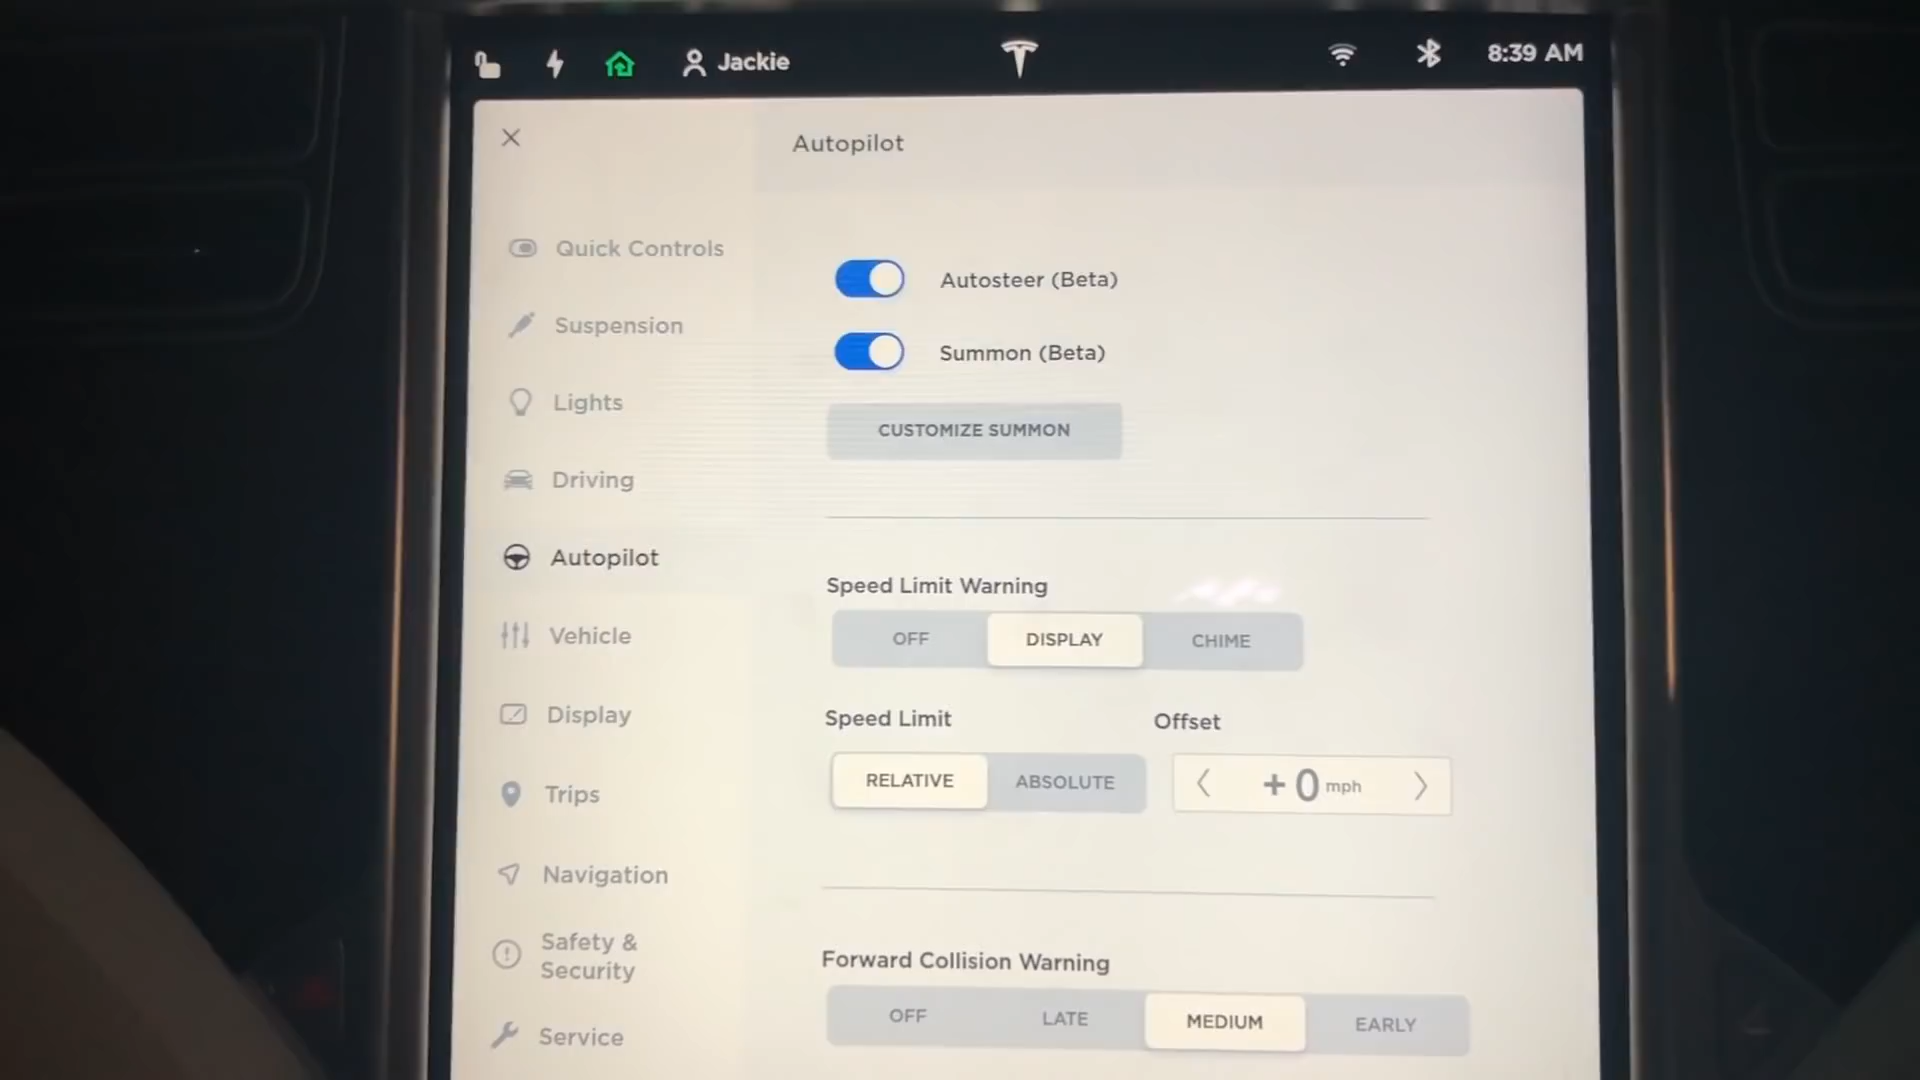 Jackie
8:39 AM
Autopilot
Quick Controls
Suspension
Lights
Driving
Autopilot
Vehicle
Display
Trips
Navigation
Safety &
Security
Service
Autosteer (Beta)
Summon (Beta)
CUSTOMIZE SUMMON
Speed Limit Warning
OFF DISPLAY CHIME
Speed Limit Offset
RELATIVE ABSOLUTE + 0 mph
Forward Collision Warning
OFF LATE MEDIUM EARLY